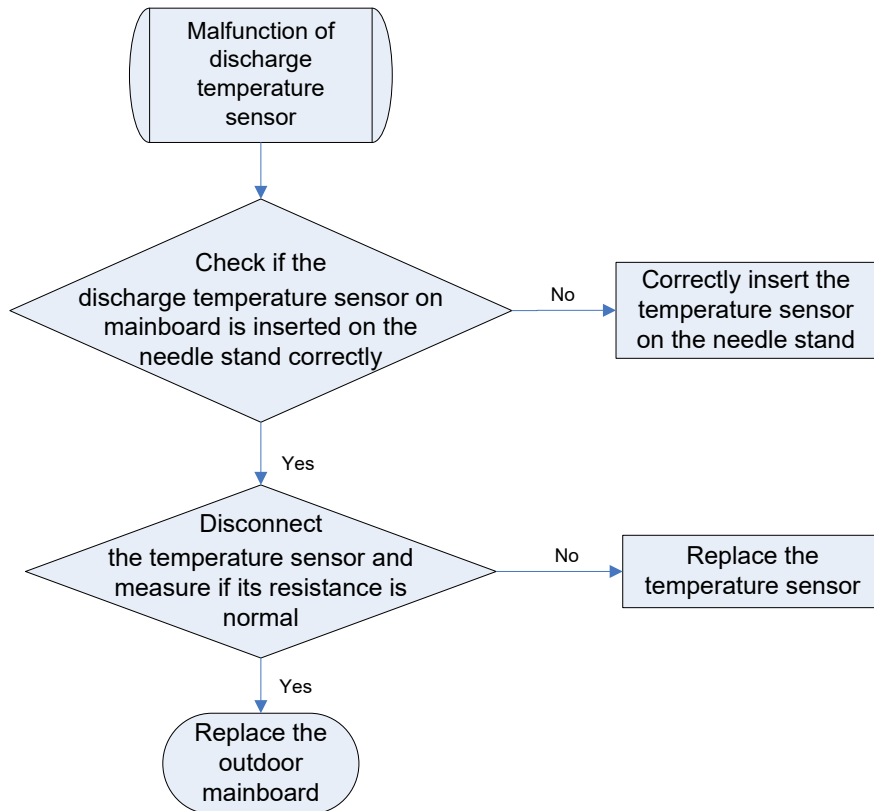 Malfunction of
discharge
temperature
sensor
Check if the
discharge temperature sensor on
mainboard is inserted on the
needle stand correctly
No
Correctly insert the
temperature sensor
on the needle stand
Yes
Disconnect
the temperature sensor and
measure if its resistance is
normal
No
Replace the
temperature sensor
Yes
Replace the
outdoor
mainboard